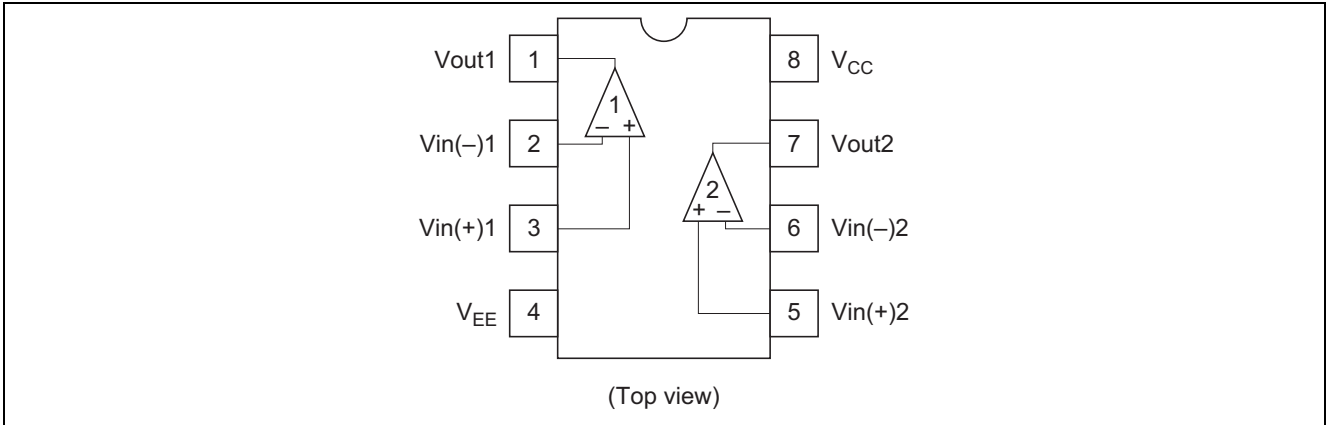 Vout1 1 8 VCC
1
– +
Vin(–)1 2 7 Vout2
2
+ –
Vin(+)1 3 6 Vin(–)2
VEE 4 5 Vin(+)2
(Top view)